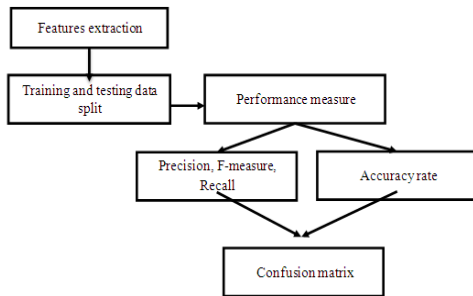 Features extraction
Training and testing data
split
Performance measure
Precision, F-measure,
Recall
Accuracy rate
Confusion matrix